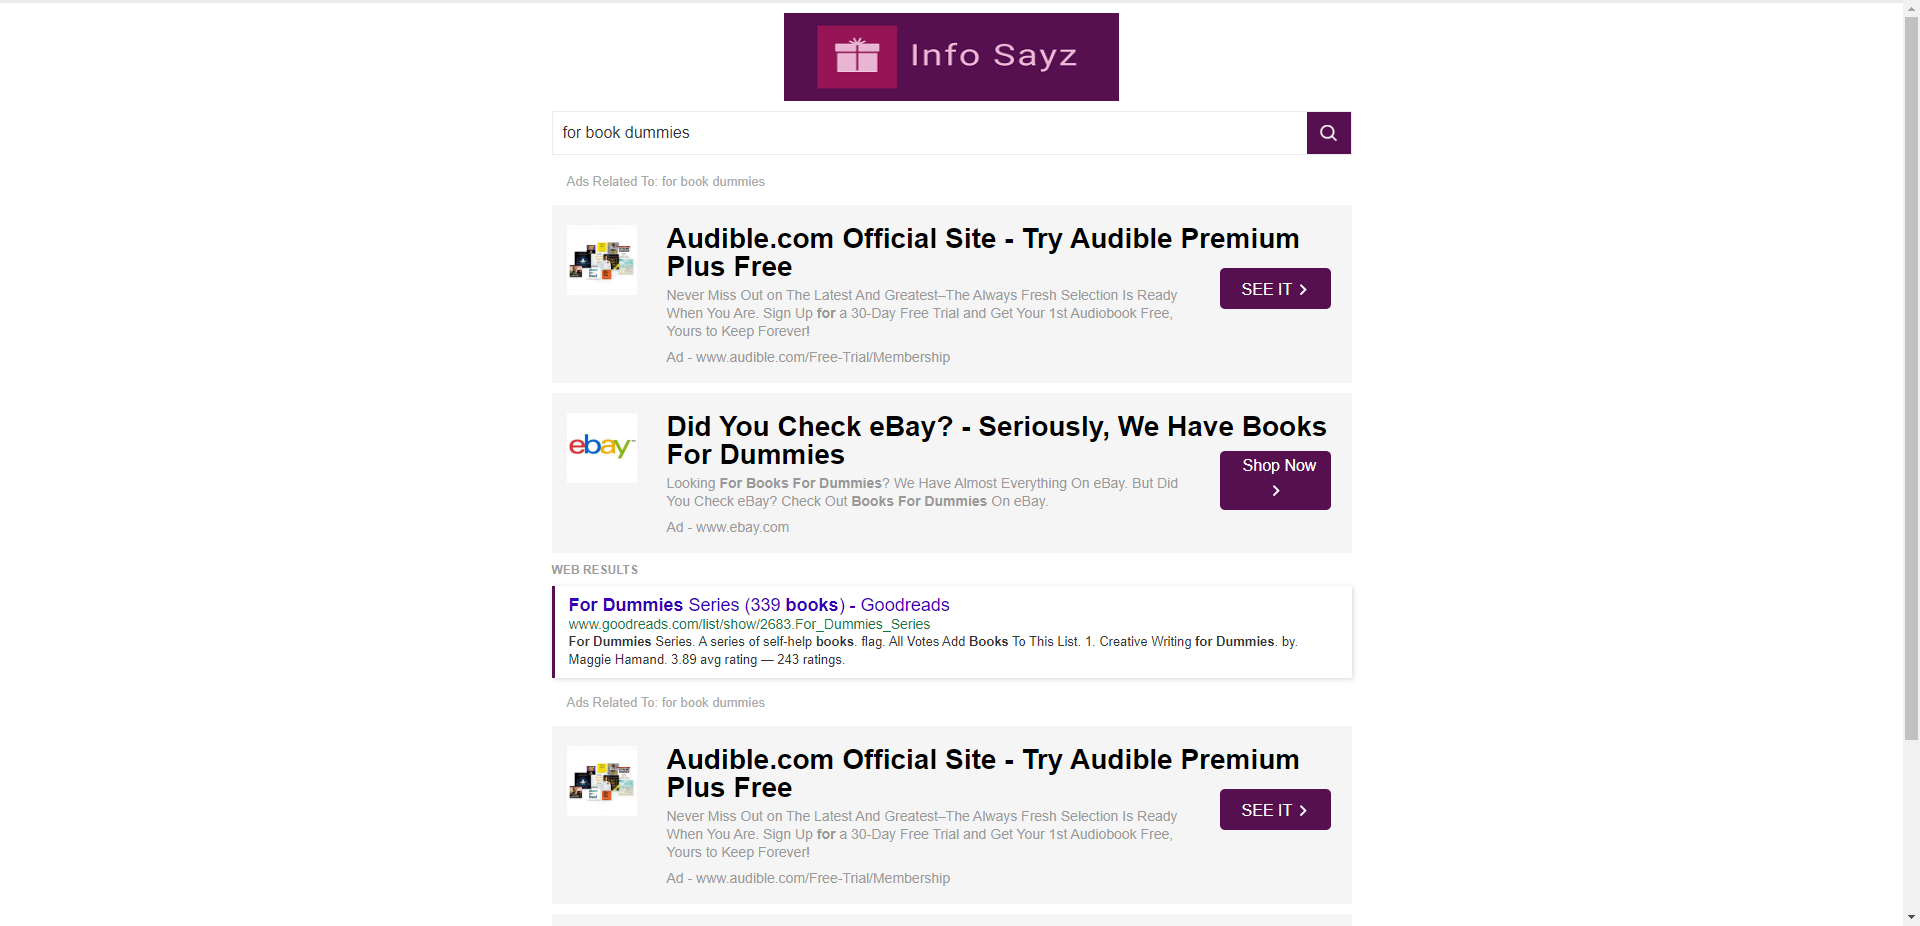 Info Sayz
for book dummies
Ads Related To: for book dummies
Audible.com Official Site - Try Audible Premium
Plus Free
Never Miss Out on The Latest And Greatest–The Always Fresh Selection Is Ready
When You Are. Sign Up for a 30-Day Free Trial and Get Your 1st Audiobook Free,
Yours to Keep Forever!
Ad - www.audible.com/Free-Trial/Membership
SEE IT
ebay
Did You Check eBay? - Seriously, We Have Books
For Dummies
Looking For Books For Dummies? We Have Almost Everything On eBay. But Did
You Check eBay? Check Out Books For Dummies On eBay.
Ad - www.ebay.com
Shop Now
WEB RESULTS
For Dummies Series (339 books) - Goodreads
www.goodreads.com/list/show/2683.For_Dummies_Series
For Dummies Series. A series of self-help books. flag. All Votes Add Books To This List. 1. Creative Writing for Dummies. by.
Maggie Hamand. 3.89 avg rating — 243 ratings.
Ads Related To: for book dummies
Audible.com Official Site - Try Audible Premium
Plus Free
Never Miss Out on The Latest And Greatest–The Always Fresh Selection Is Ready
When You Are. Sign Up for a 30-Day Free Trial and Get Your 1st Audiobook Free,
Yours to Keep Forever!
Ad - www.audible.com/Free-Trial/Membership
SEE IT